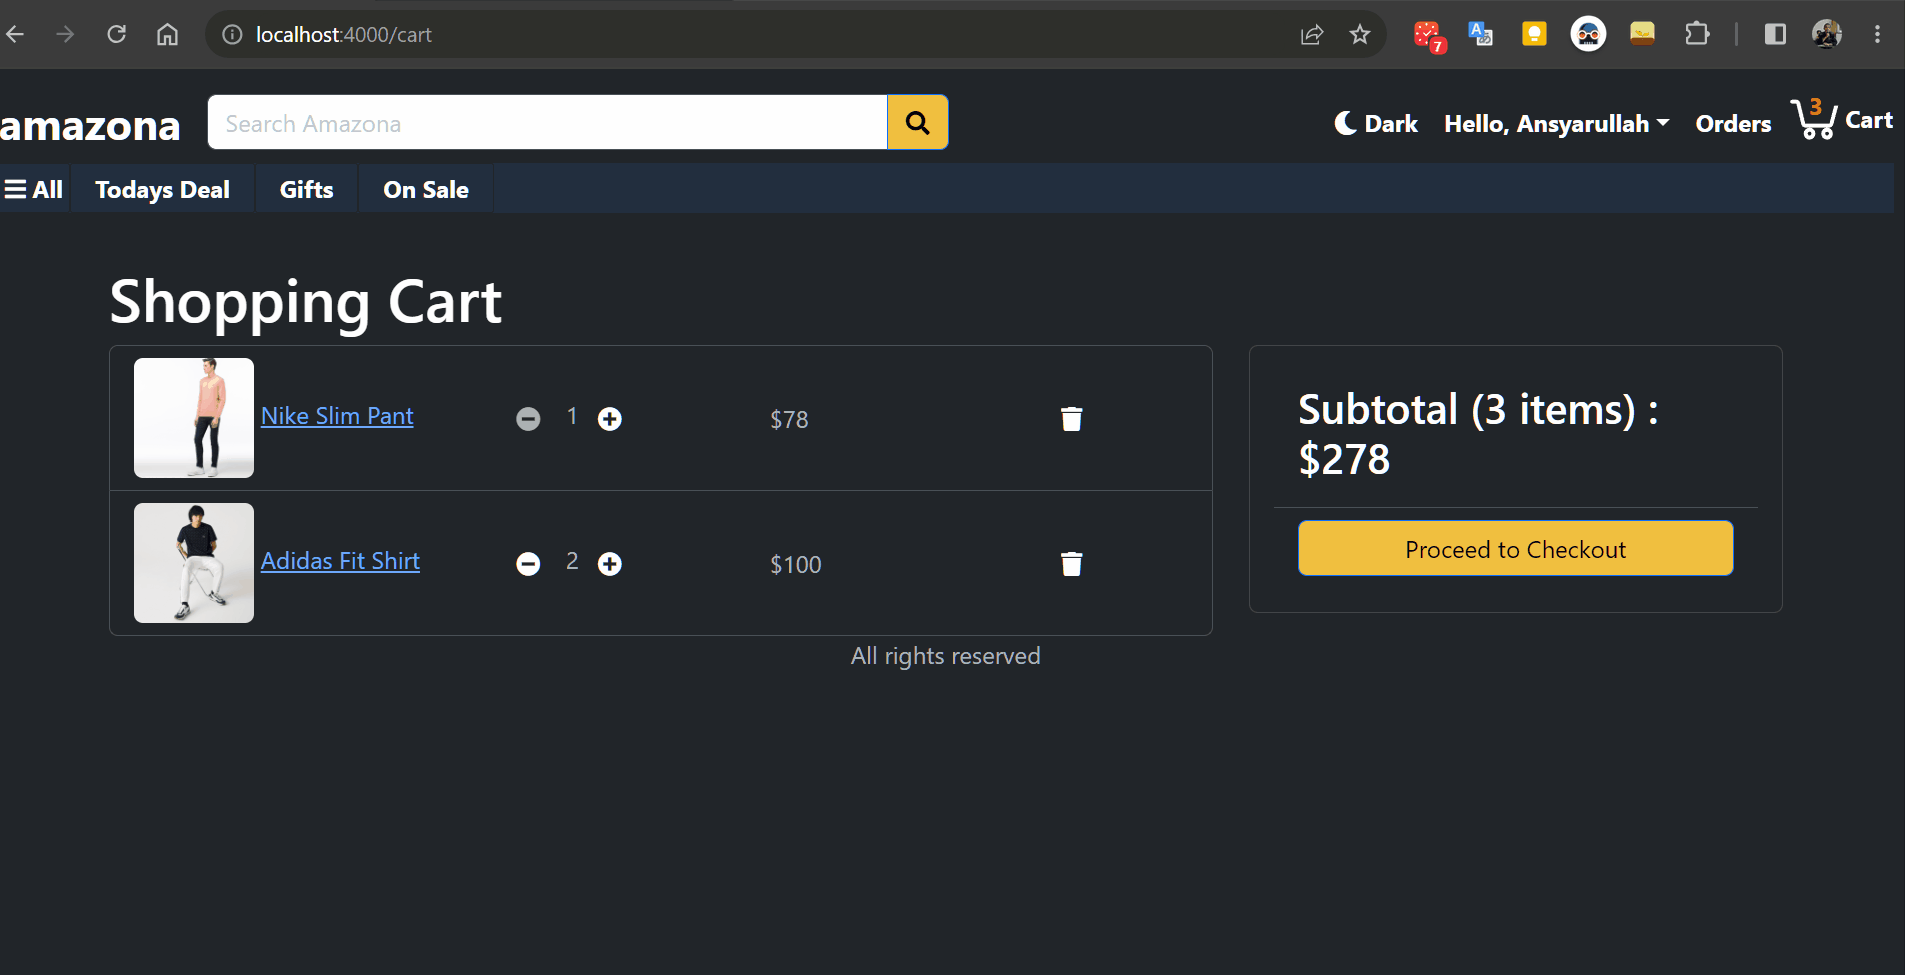 localhost:4000/cart
7
amazona
Search Amazona
Dark
Hello, Ansyarullah
Orders
3
Cart
All
Todays Deal
Gifts
On Sale
Shopping Cart
Nike Slim Pant
1
$78
Adidas Fit Shirt
2
$100
Subtotal (3 items) :
$278
Proceed to Checkout
All rights reserved